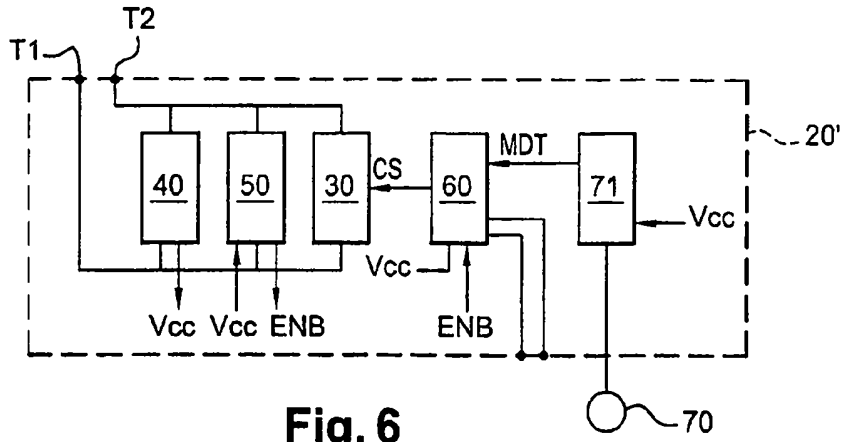 T1 T2
20'
MDT
CS
40 50 30 60 71
Vcc
Vcc
Vcc Vcc ENB ENB
70
Fig. 6